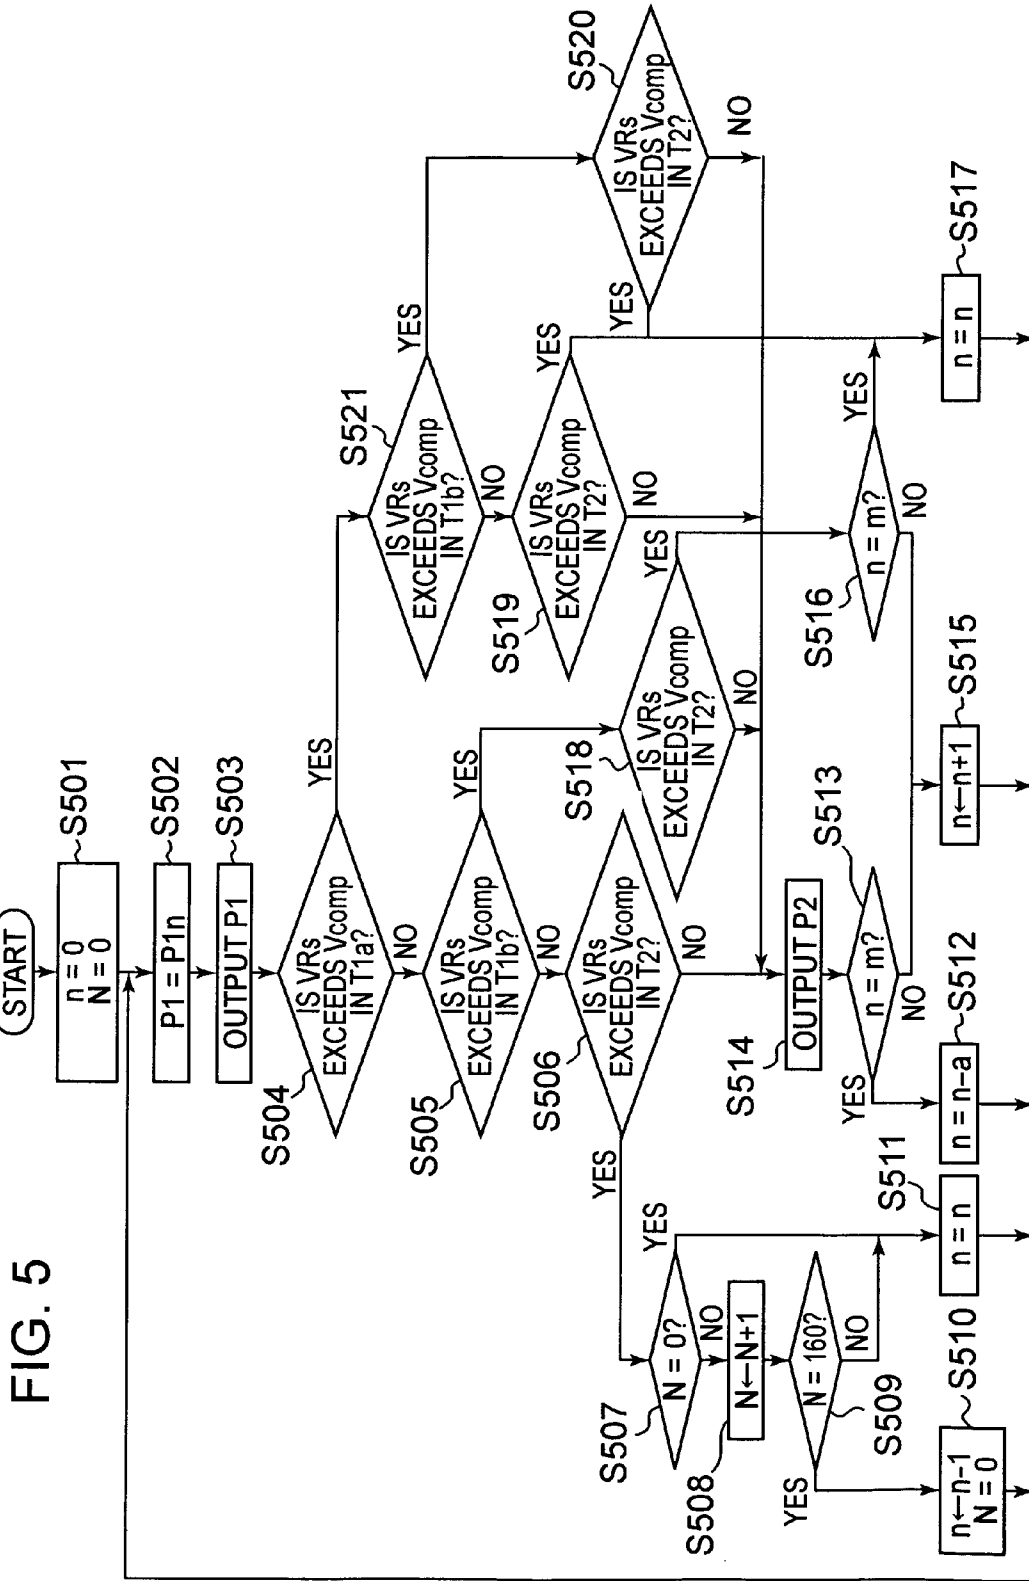 FIG. 5
START
n = 0
N = 0
S501
P1 = P1n
S502
OUTPUT P1
S503
IS VRs
EXCEEDS Vcomp
IN T1a?
S504
YES
NO
IS VRs
EXCEEDS Vcomp
IN T1b?
S505
YES
NO
IS VRs
EXCEEDS Vcomp
IN T2?
S506
YES
NO
IS VRs
EXCEEDS Vcomp
IN T1b?
S521
YES
NO
IS VRs
EXCEEDS Vcomp
IN T2?
S519
YES
NO
IS VRs
EXCEEDS Vcomp
IN T2?
S520
YES
NO
IS VRs
EXCEEDS Vcomp
IN T2?
S518
YES
NO
N = 0?
S507
YES
NO
N←N+1
S508
N = 160?
S509
YES
NO
OUTPUT P2
S514
n = m?
S513
YES
NO
n = m?
S516
YES
NO
n←n−1
N = 0
S510
n = n
S511
n = n−a
S512
n←n+1
S515
n = n
S517